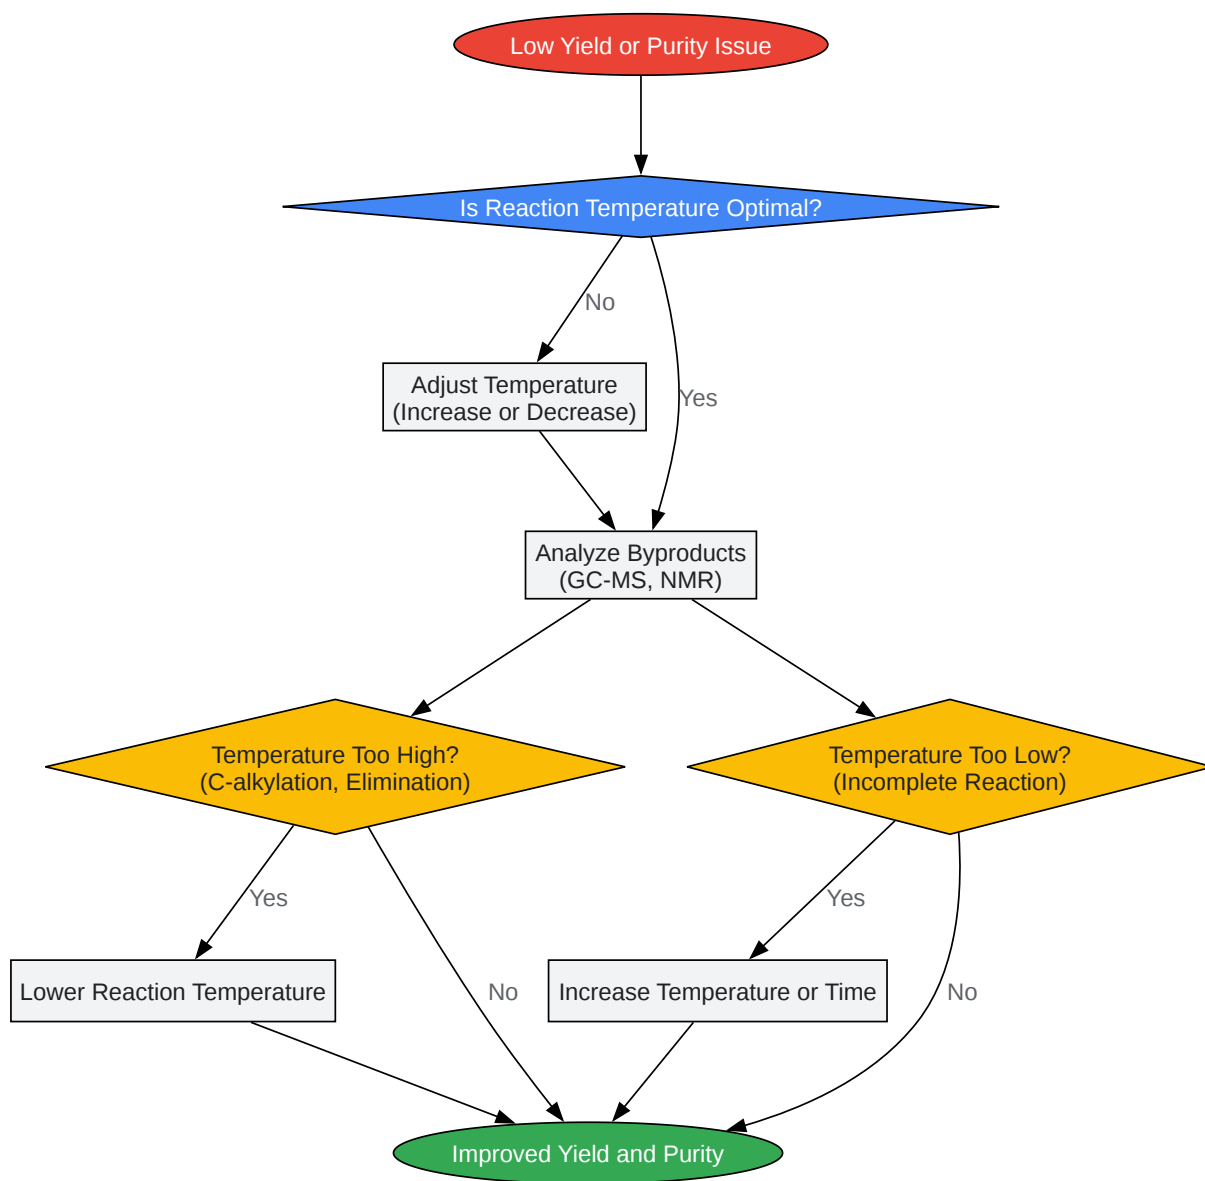 Low Yield or Purity Issue
Is Reaction Temperature Optimal?
No
Adjust Temperature
(Increase or Decrease)
Yes
Analyze Byproducts
(GC-MS, NMR)
Temperature Too High?
(C-alkylation, Elimination)
Temperature Too Low?
(Incomplete Reaction)
Yes
Yes
Lower Reaction Temperature
No
Increase Temperature or Time
No
Improved Yield and Purity